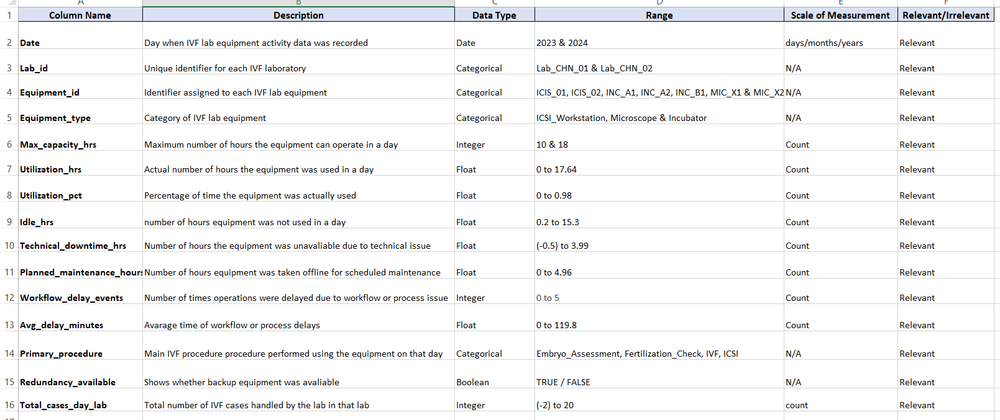 A B C D E F
1 Column Name Description Data Type Range Scale of Measurement Relevant/Irrelevant
2 Date Day when IVF lab equipment activity data was recorded Date 2023 & 2024 days/months/years Relevant
3 Lab_id Unique identifier for each IVF laboratory Categorical Lab_CHN_01 & Lab_CHN_02 N/A Relevant
4 Equipment_id Identifier assigned to each IVF lab equipment Categorical ICIS_01, ICIS_02, INC_A1, INC_A2, INC_B1, MIC_X1 & MIC_X2 N/A Relevant
5 Equipment_type Category of IVF lab equipment Categorical ICSI_Workstation, Microscope & Incubator N/A Relevant
6 Max_capacity_hrs Maximum number of hours the equipment can operate in a day Integer 10 & 18 Count Relevant
7 Utilization_hrs Actual number of hours the equipment was used in a day Float 0 to 17.64 Count Relevant
8 Utilization_pct Percentage of time the equipment was actually used Float 0 to 0.98 Count Relevant
9 Idle_hrs number of hours equipment was not used in a day Float 0.2 to 15.3 Count Relevant
10 Technical_downtime_hrs Number of hours the equipment was unavaliable due to technical issue Float (-0.5) to 3.99 Count Relevant
11 Planned_maintenance_hours Number of hours equipment was taken offline for scheduled maintenance Float 0 to 4.96 Count Relevant
12 Workflow_delay_events Number of times operations were delayed due to workflow or process issue Integer 0 to 5 Count Relevant
13 Avg_delay_minutes Avarage time of workflow or process delays Float 0 to 119.8 Count Relevant
14 Primary_procedure Main IVF procedure procedure performed using the equipment on that day Categorical Embryo_Assessment, Fertilization_Check, IVF, ICSI N/A Relevant
15 Redundancy_available Shows whether backup equipment was avaliable Boolean TRUE / FALSE N/A Relevant
16 Total_cases_day_lab Total number of IVF cases handled by the lab in that lab Integer (-2) to 20 count Relevant